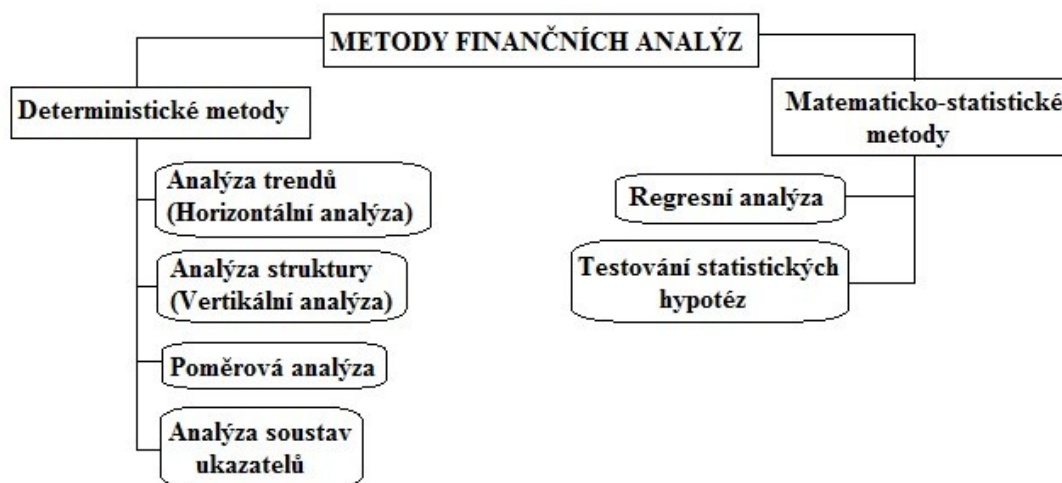 METODY FINANČNÍCH ANALÝZ
Deterministické metody
Analýza trendů
(Horizontální analýza)
Analýza struktury
(Vertikální analýza)
Poměrová analýza
Analýza soustav
ukazatelů
Matematicko-statistické
metody
Regresní analýza
Testování statistických
hypotéz